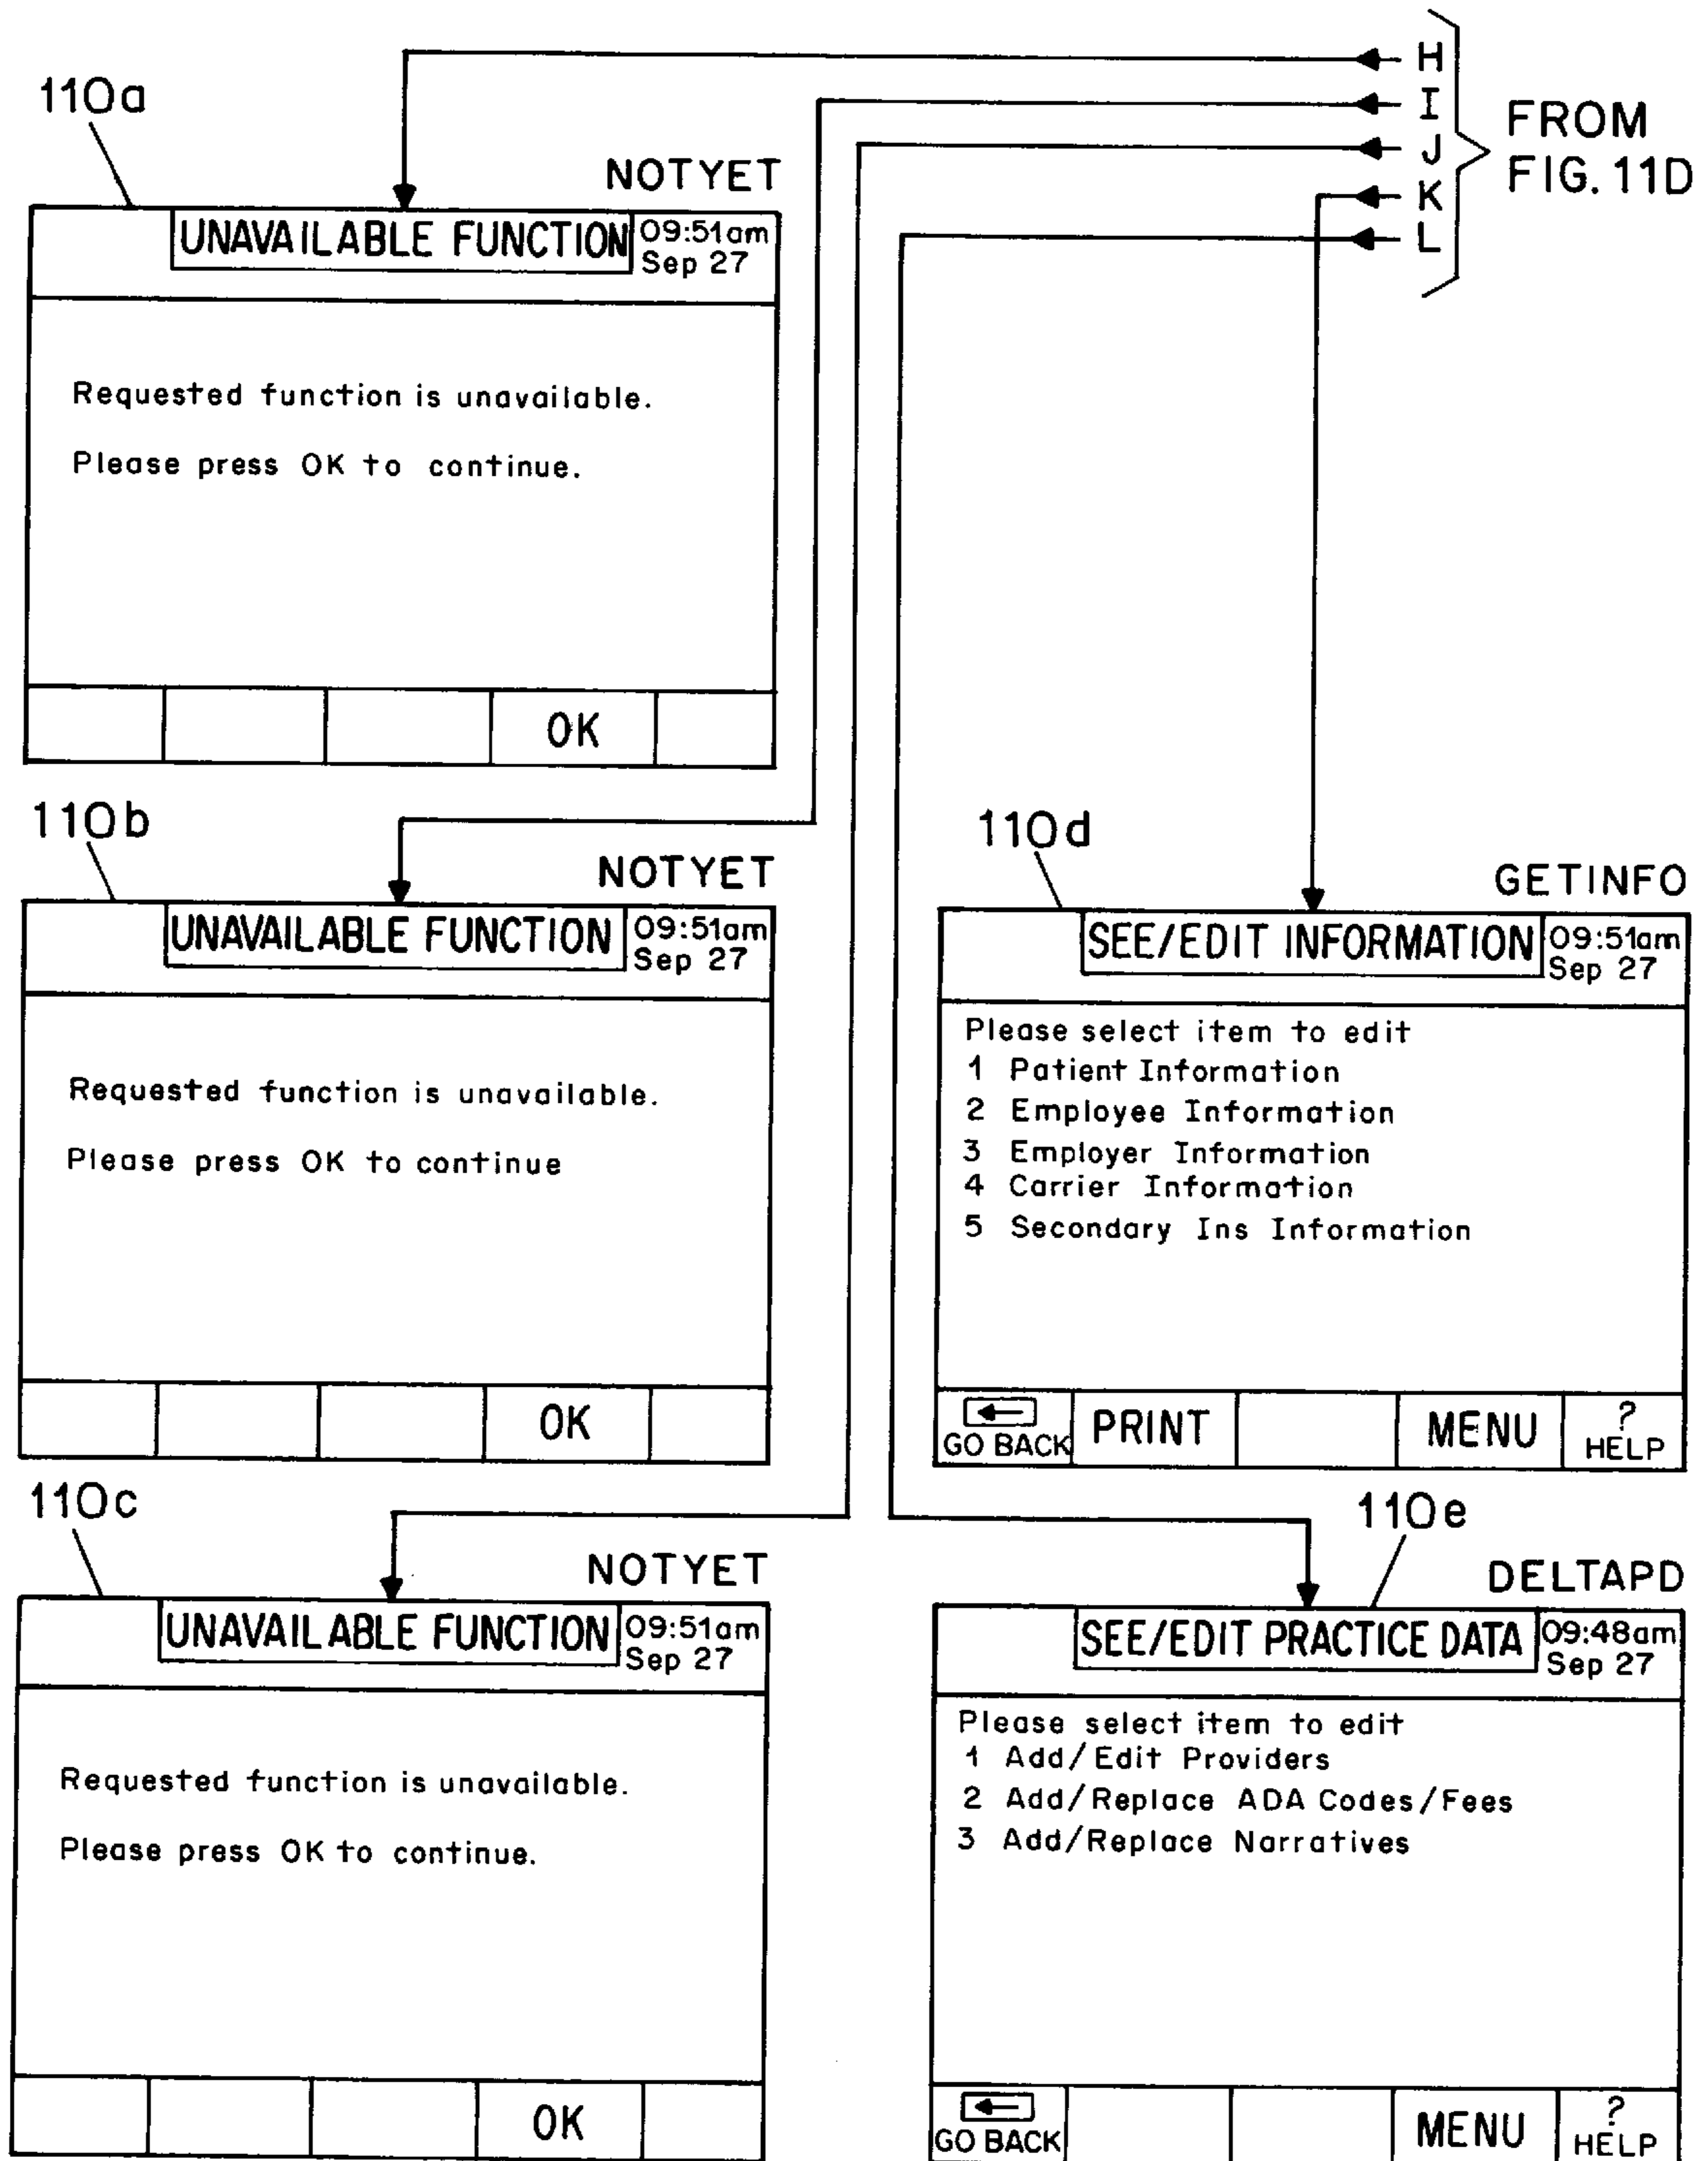 H
I
J
K
L
FROM
FIG. 11D
110a
NOTYET
UNAVAILABLE FUNCTION
09:51am
Sep 27
Requested function is unavailable.
Please press OK to continue.
OK
110b
NOTYET
UNAVAILABLE FUNCTION
09:51am
Sep 27
Requested function is unavailable.
Please press OK to continue
OK
110c
NOTYET
UNAVAILABLE FUNCTION
09:51am
Sep 27
Requested function is unavailable.
Please press OK to continue.
OK
110d
GETINFO
SEE/EDIT INFORMATION
09:51am
Sep 27
Please select item to edit
1 Patient Information
2 Employee Information
3 Employer Information
4 Carrier Information
5 Secondary Ins Information
GO BACK
PRINT
MENU
?
HELP
110e
DELTAPD
SEE/EDIT PRACTICE DATA
09:48am
Sep 27
Please select item to edit
1 Add/Edit Providers
2 Add/Replace ADA Codes/Fees
3 Add/Replace Narratives
GO BACK
MENU
?
HELP